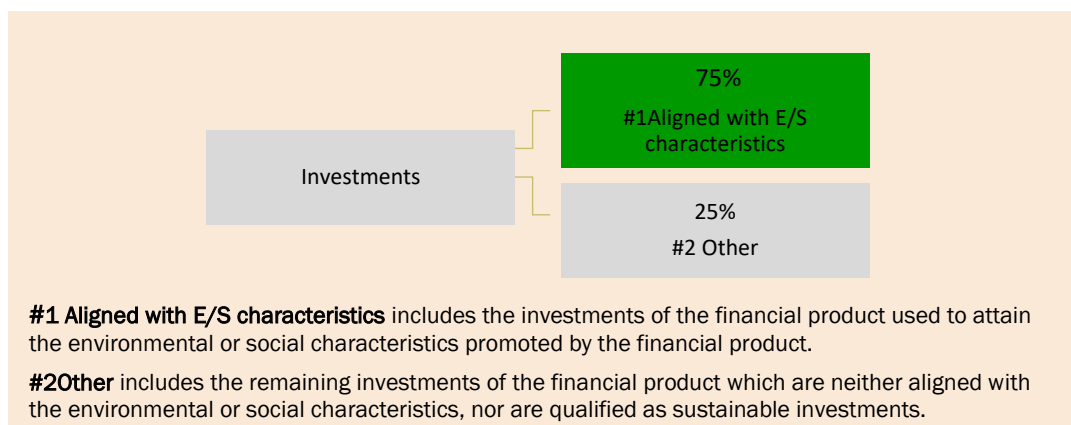 75%
#1Aligned with E/S
characteristics
Investments
25%
#2 Other
#1 Aligned with E/S characteristics includes the investments of the financial product used to attain
the environmental or social characteristics promoted by the financial product.
#2Other includes the remaining investments of the financial product which are neither aligned with
the environmental or social characteristics, nor are qualified as sustainable investments.